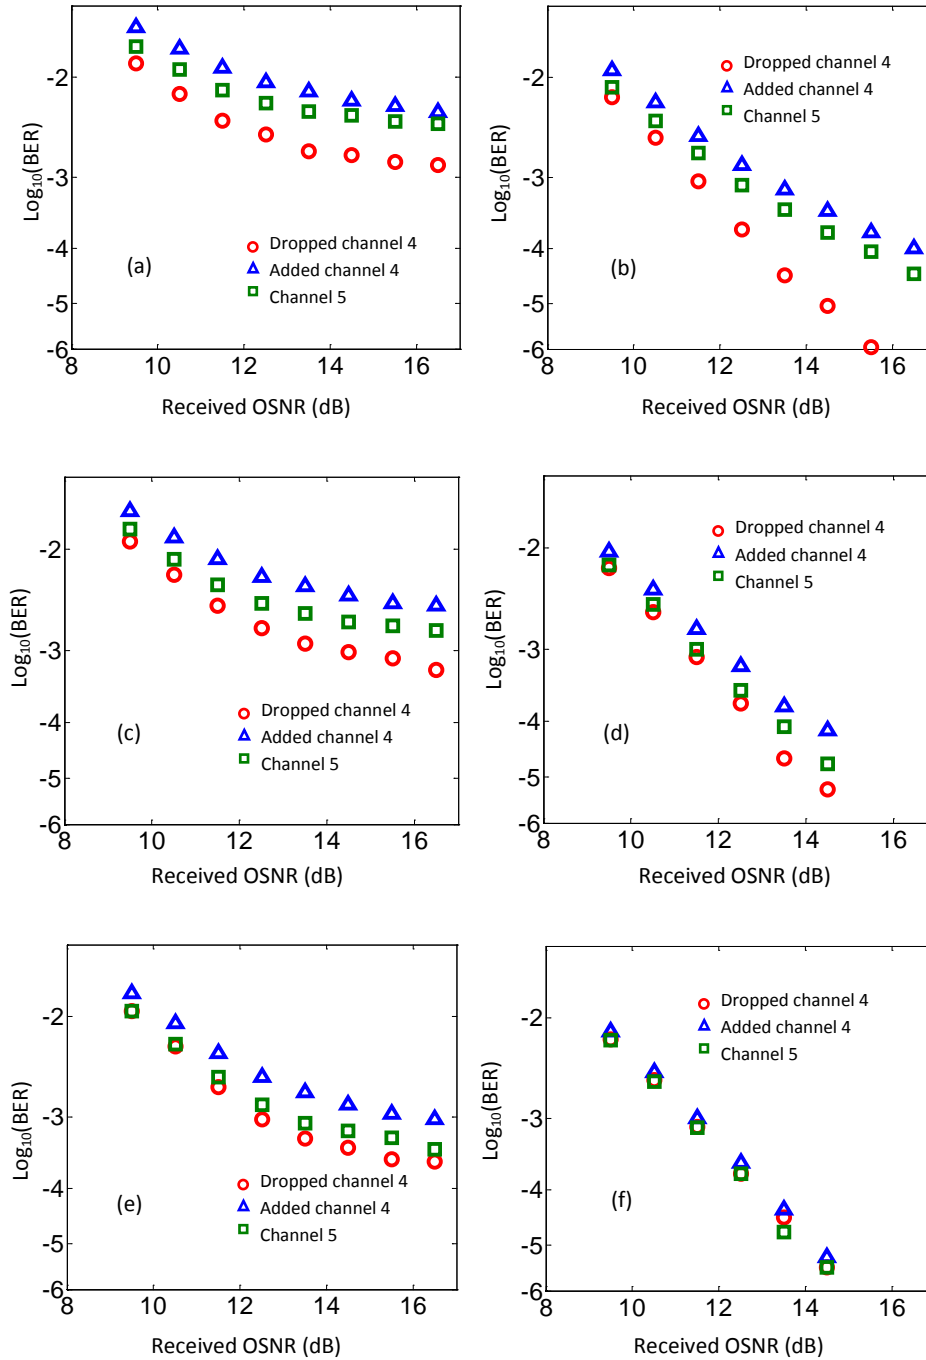 -2
-3
-4
-5
-6
Log10(BER)
(a)
Dropped channel 4
Added channel 4
Channel 5
8 10 12 14 16
Received OSNR (dB)
-2
-3
-4
-5
-6
Log10(BER)
Dropped channel 4
Added channel 4
Channel 5
(b)
8 10 12 14 16
Received OSNR (dB)
-2
-3
-4
-5
-6
Log10(BER)
(c)
Dropped channel 4
Added channel 4
Channel 5
8 10 12 14 16
Received OSNR (dB)
-2
-3
-4
-5
-6
Log10(BER)
Dropped channel 4
Added channel 4
Channel 5
(d)
8 10 12 14 16
Received OSNR (dB)
-2
-3
-4
-5
-6
Log10(BER)
(e)
Dropped channel 4
Added channel 4
Channel 5
8 10 12 14 16
Received OSNR (dB)
-2
-3
-4
-5
-6
Log10(BER)
Dropped channel 4
Added channel 4
Channel 5
(f)
8 10 12 14 16
Received OSNR (dB)